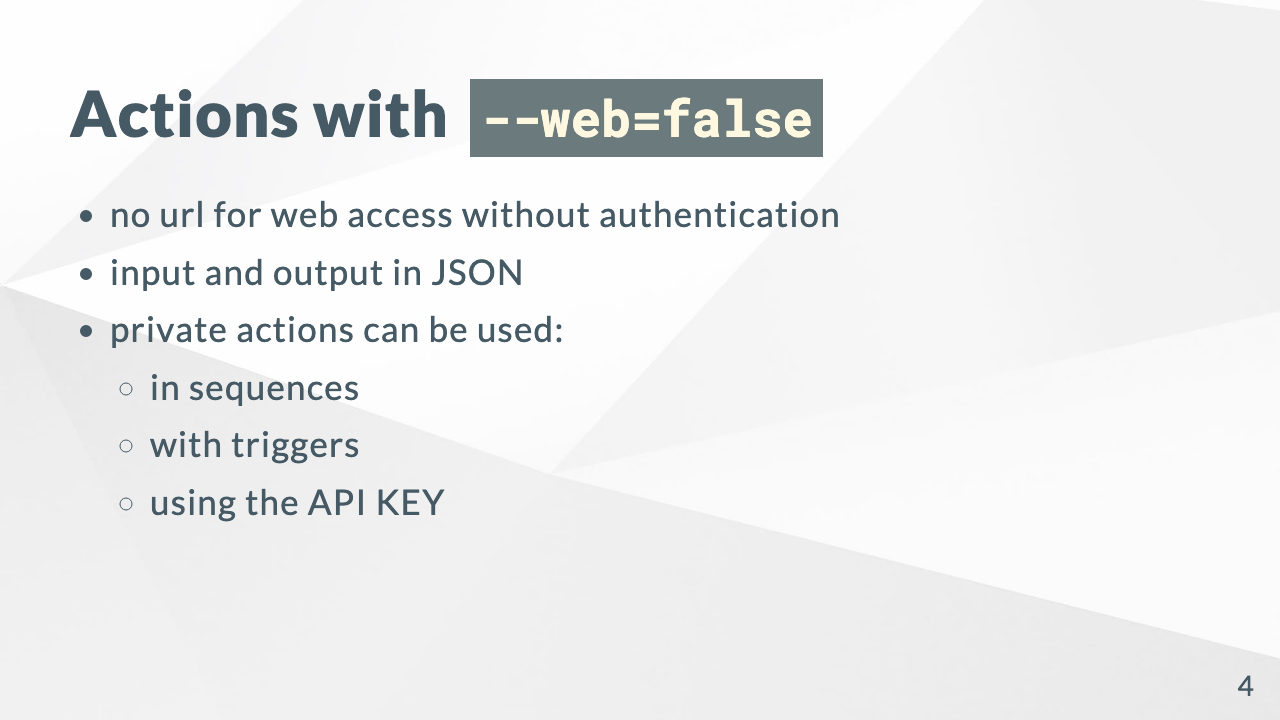 Actions with --web=false
no url for web access without authentication
input and output in JSON
private actions can be used:
in sequences
with triggers
using the API KEY
4